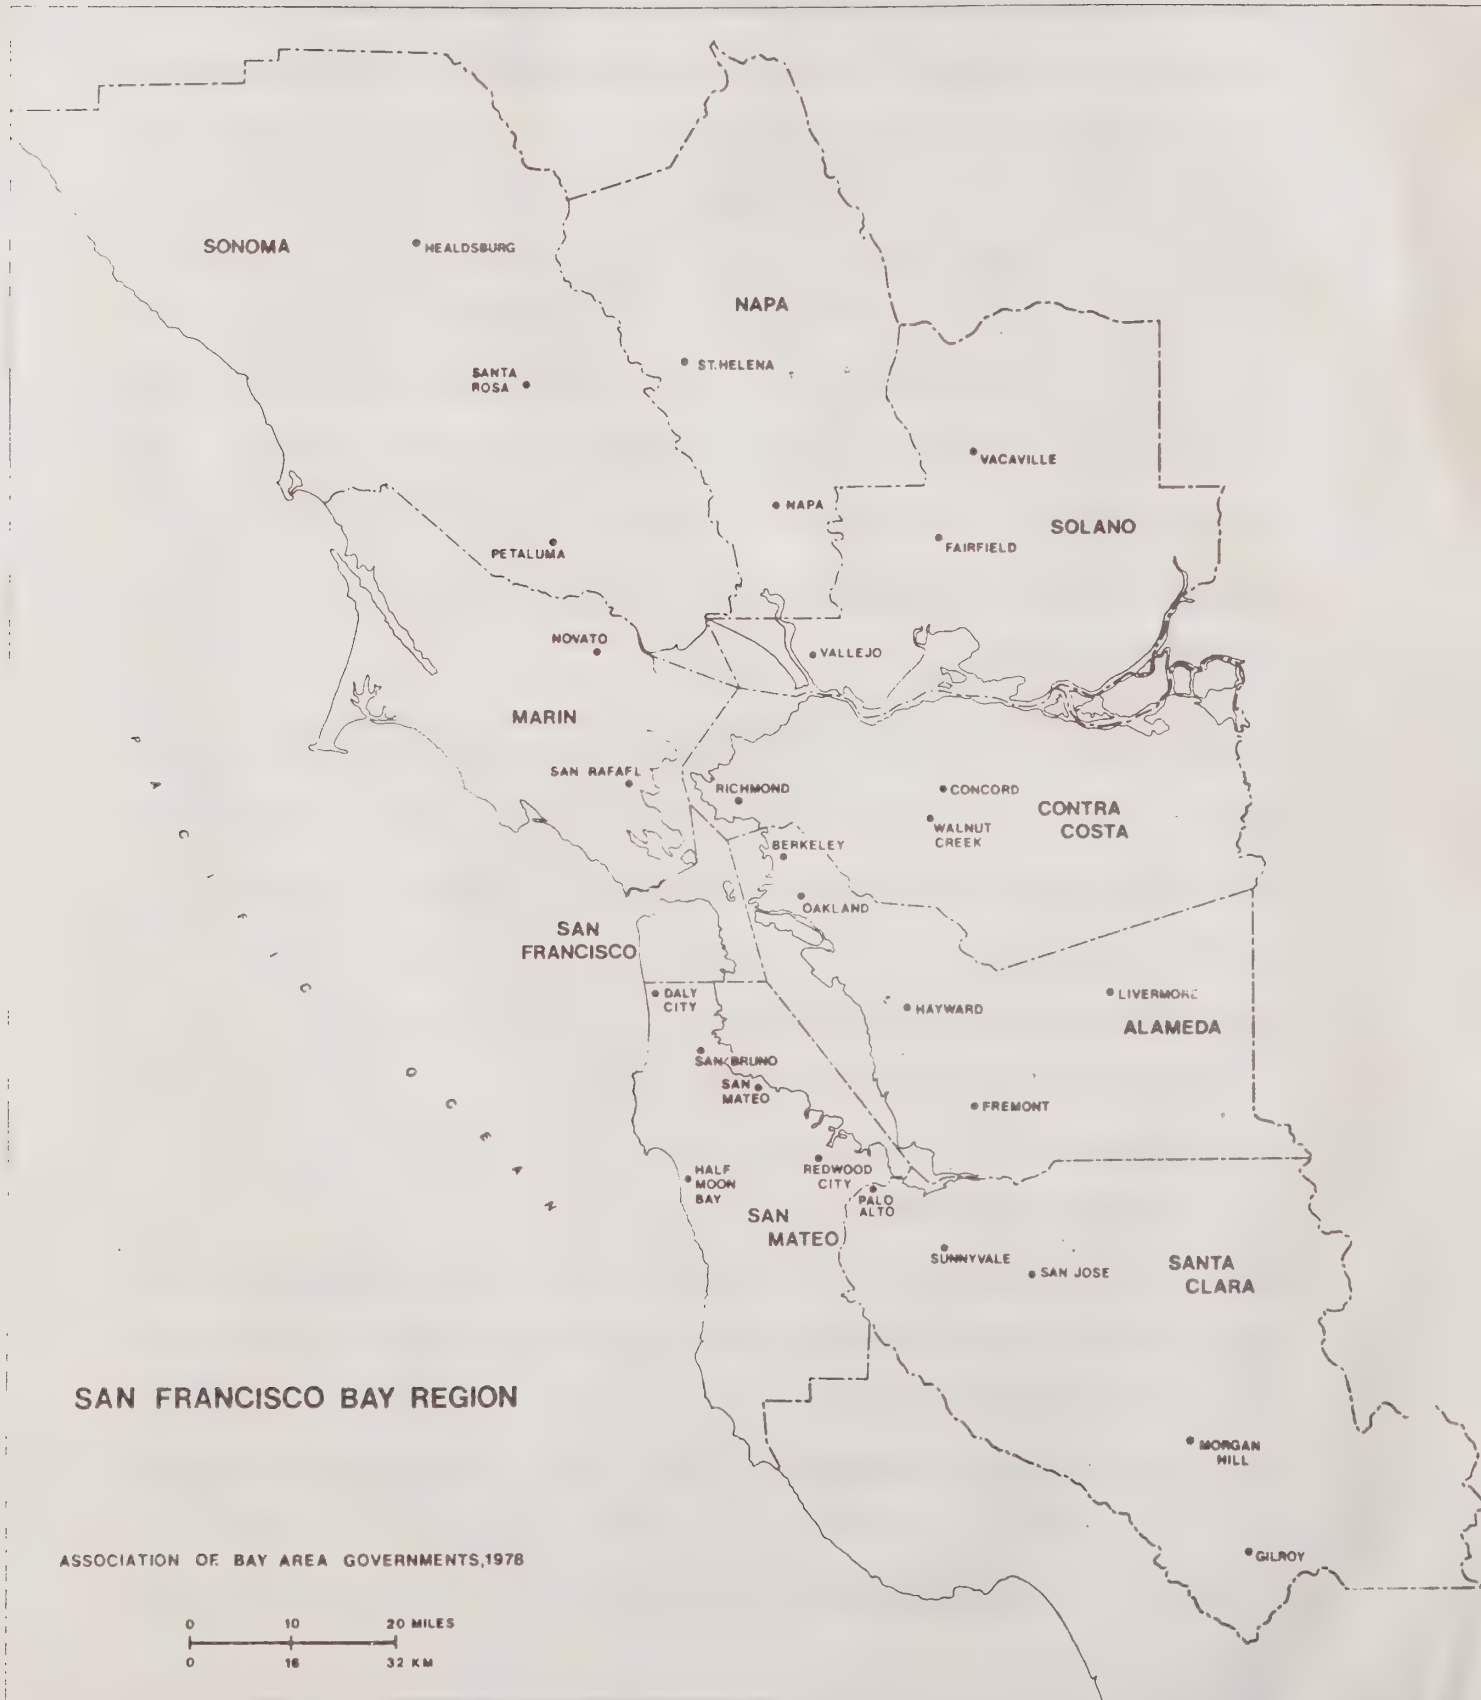 SONOMA
HEALDSBURG
NAPA
ST. HELENA
SANTA
ROSA
VACAVILLE
NAPA
SOLANO
FAIRFIELD
PETALUMA
NOVATO
VALLEJO
MARIN
SAN RAFAEL
RICHMOND
CONCORD
CONTRA
COSTA
WALNUT
CREEK
BERKELEY
OAKLAND
SAN
FRANCISCO
PACIFIC OCEAN
DALY
CITY
HAYWARD
LIVERMORE
ALAMEDA
SAN BRUNO
SAN
MATEO
FREMONT
HALF
MOON
BAY
REDWOOD
CITY
PALO
ALTO
SAN
MATEO
SUNNYVALE
SAN JOSE
SANTA
CLARA
SAN FRANCISCO BAY REGION
MORGAN
HILL
GILROY
ASSOCIATION OF BAY AREA GOVERNMENTS,1978
0 10 20 MILES
0 16 32 KM